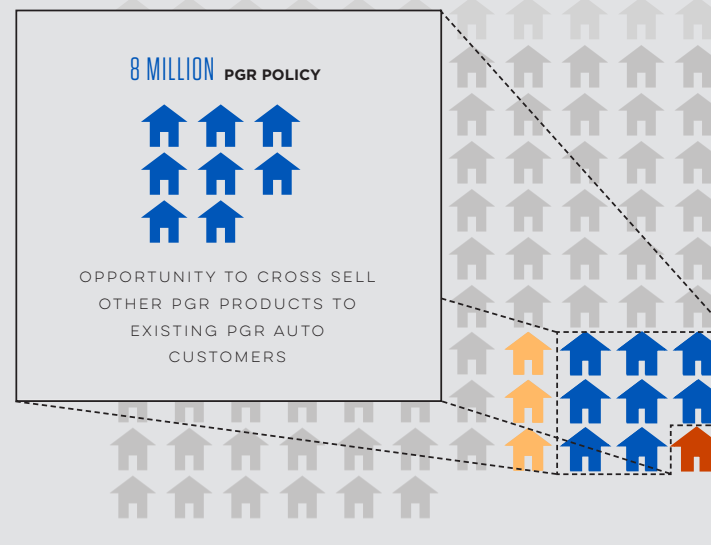 8 MILLION PGR POLICY
OPPORTUNITY TO CROSS SELL
OTHER PGR PRODUCTS TO
EXISTING PGR AUTO
CUSTOMERS